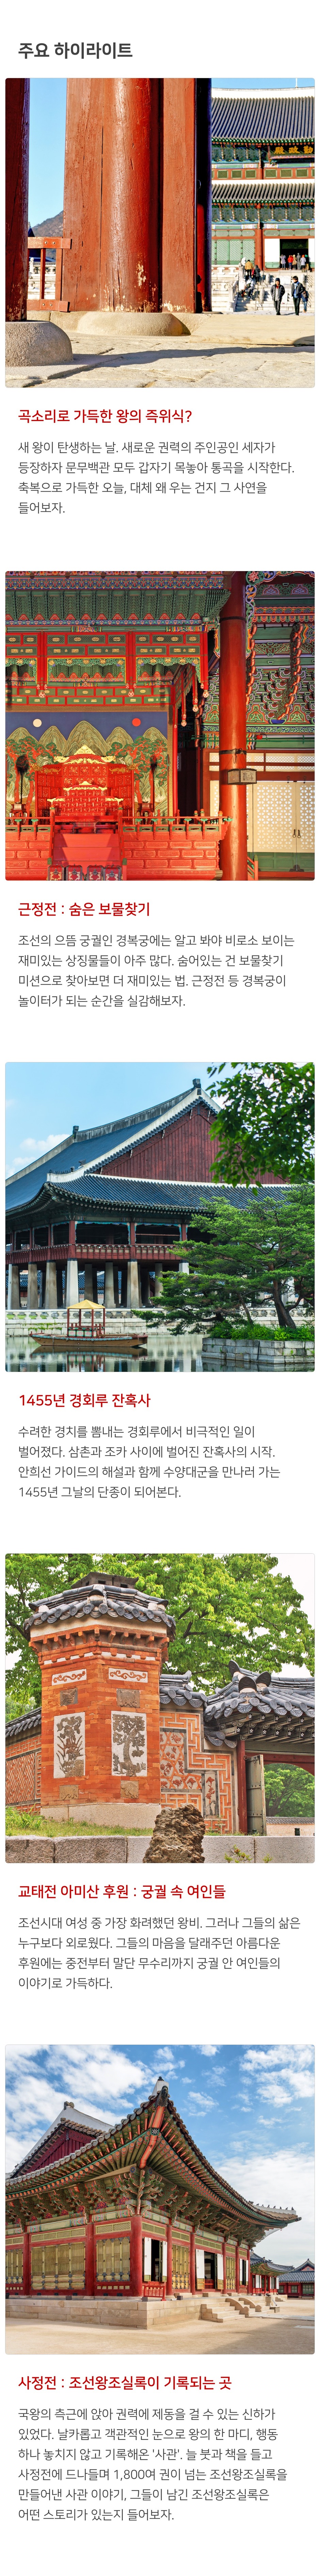 주요 하이라이트
곡소리로 가득한 왕의 즉위식?
새 왕이 탄생하는 날. 새로운 권력의 주인공인 세자가
등장하자 문무백관 모두 갑자기 목놓아 통곡을 시작한다.
축복으로 가득한 오늘, 대체 왜 우는 건지 그 사연을
들어보자.
근정전 : 숨은 보물찾기
조선의 으뜸 궁궐인 경복궁에는 알고 봐야 비로소 보이는
재미있는 상징물들이 아주 많다. 숨어있는 건 보물찾기
미션으로 찾아보면 더 재미있는 법. 근정전 등 경복궁이
놀이터가 되는 순간을 실감해보자.
1455년 경회루 잔혹사
수려한 경치를 뽐내는 경회루에서 비극적인 일이
벌어졌다. 삼촌과 조카 사이에 벌어진 잔혹사의 시작.
안희선 가이드의 해설과 함께 수양대군을 만나러 가는
1455년 그날의 단종이 되어본다.
교태전 아미산 후원 : 궁궐 속 여인들
조선시대 여성 중 가장 화려했던 왕비. 그러나 그들의 삶은
누구보다 외로웠다. 그들의 마음을 달래주던 아름다운
후원에는 중전부터 말단 무수리까지 궁궐 안 여인들의
이야기로 가득하다.
사정전 : 조선왕조실록이 기록되는 곳
국왕의 측근에 앉아 권력에 제동을 걸 수 있는 신하가
있었다. 날카롭고 객관적인 눈으로 왕의 한 마디, 행동
하나 놓치지 않고 기록해온 '사관'. 늘 붓과 책을 들고
사정전에 드나들며 1,800여 권이 넘는 조선왕조실록을
만들어낸 사관 이야기, 그들이 남긴 조선왕조실록은
어떤 스토리가 있는지 들어보자.